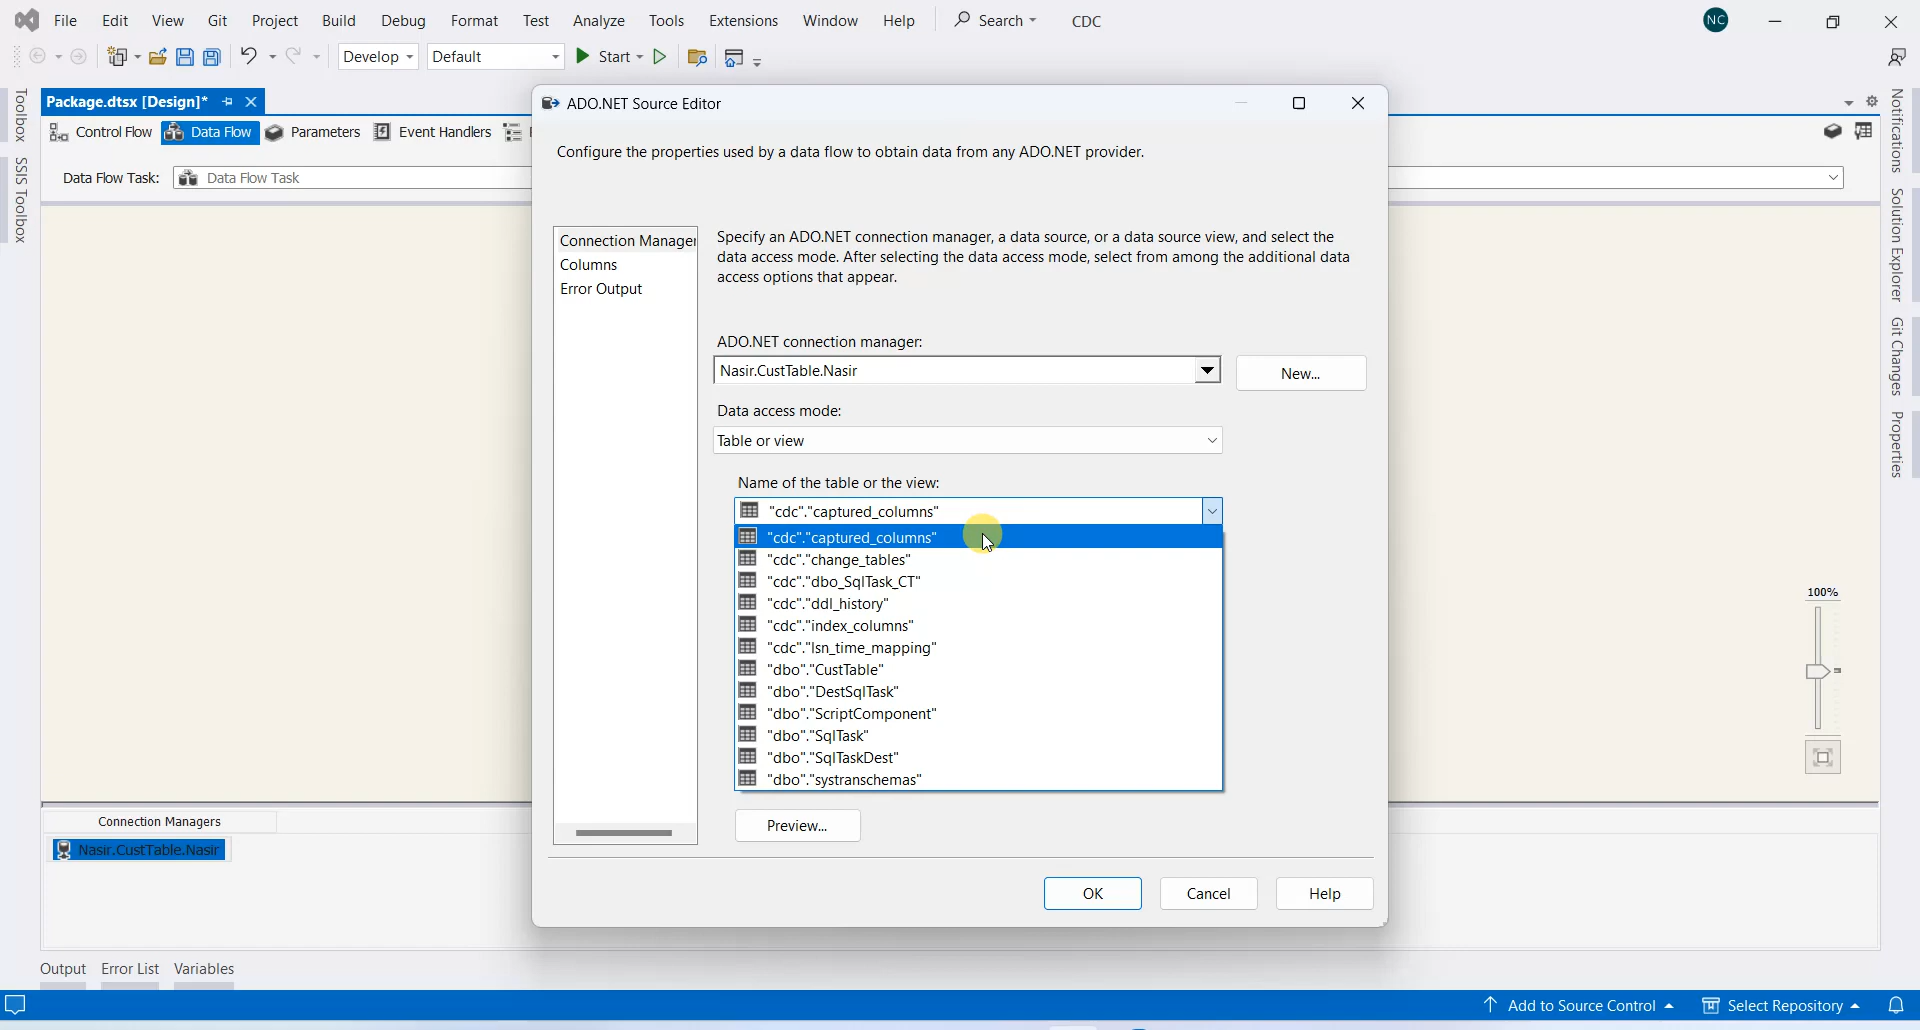 File Edit View Git Project Build Debug Format Test Analyze Tools Extensions Window Help Search CDC NC
Develop Default Start
Package.dtsx [Design]*
Control Flow Data Flow Parameters Event Handlers
Data Flow Task: Data Flow Task
Toolbox
SSIS Toolbox
ADO.NET Source Editor
Configure the properties used by a data flow to obtain data from any ADO.NET provider.
Connection Manager
Columns
Error Output
Specify an ADO.NET connection manager, a data source, or a data source view, and select the
data access mode. After selecting the data access mode, select from among the additional data
access options that appear.
ADO.NET connection manager:
Nasir.CustTable.Nasir
New...
Data access mode:
Table or view
Name of the table or the view:
"cdc"."captured_columns"
"cdc"."captured_columns"
"cdc"."change_tables"
"cdc"."dbo_SqlTask_CT"
"cdc"."ddl_history"
"cdc"."index_columns"
"cdc"."lsn_time_mapping"
"dbo"."CustTable"
"dbo"."DestSqlTask"
"dbo"."ScriptComponent"
"dbo"."SqlTask"
"dbo"."SqlTaskDest"
"dbo"."systranschemas"
Preview...
OK Cancel Help
Notifications
Solution Explorer
Git Changes
Properties
100%
Connection Managers
Nasir.CustTable.Nasir
Output Error List Variables
Add to Source Control Select Repository